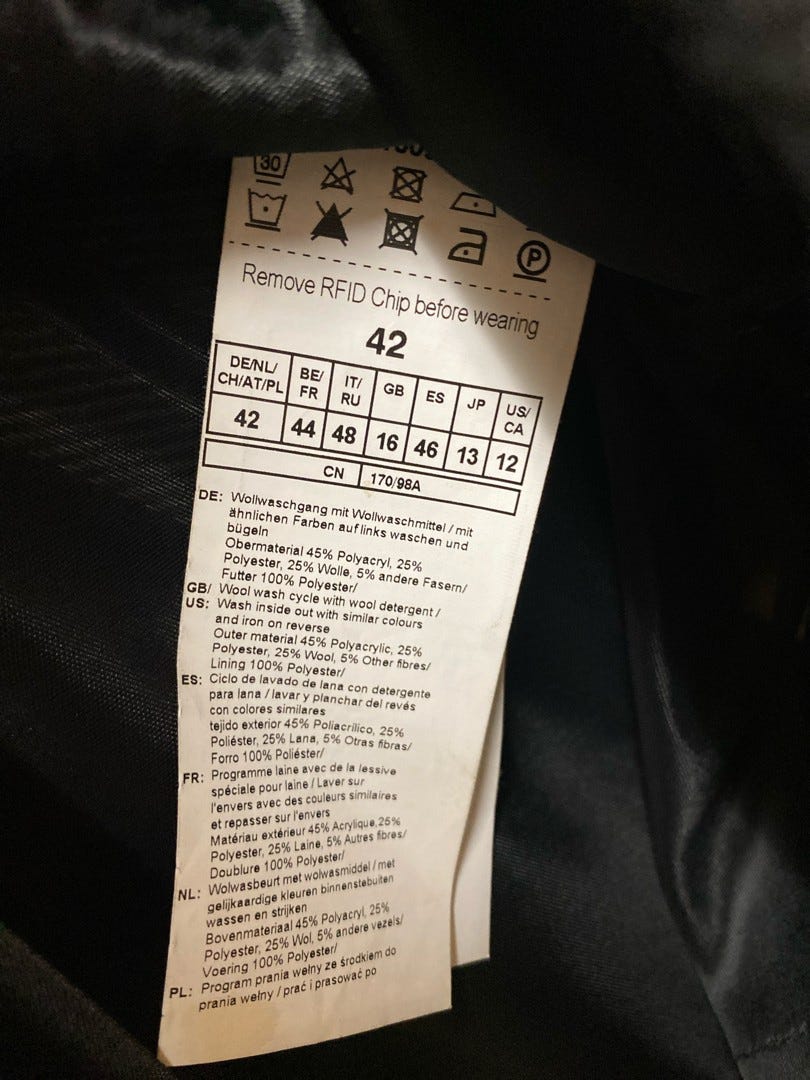 30
P
Remove RFID Chip before wearing
42
DE/NL/ CH/AT/PL BE/ FR IT/ RU GB ES JP US/ CA
42 44 48 16 46 13 12
CN 170/98A
DE: Wollwaschgang mit Wollwaschmittel / mit
ähnlichen Farben auf links waschen und
bügeln
Obermaterial 45% Polyacryl, 25%
Polyester, 25% Wolle, 5% andere Fasern/
Futter 100% Polyester/
GB/ Wool wash cycle with wool detergent /
US: Wash inside out with similar colours
and iron on reverse
Outer material 45% Polyacrylic, 25%
Polyester, 25% Wool, 5% Other fibres/
Lining 100% Polyester/
ES: Ciclo de lavado de lana con detergente
para lana / lavar y planchar del revés
con colores similares
tejido exterior 45% Poliacrílico, 25%
Poliéster, 25% Lana, 5% Otras fibras/
Forro 100% Poliéster/
FR: Programme laine avec de la lessive
spéciale pour laine / Laver sur
l'envers avec des couleurs similaires
et repasser sur l'envers
Matériau extérieur 45% Acrylique, 25%
Polyester, 25% Laine, 5% Autres fibres/
Doublure 100% Polyester/
NL: Wolwasbeurt met wolwasmiddel / met
gelijkaardige kleuren binnenstebuiten
wassen en strijken
Bovenmateriaal 45% Polyacryl, 25%
Polyester, 25% Wol, 5% andere vezels/
Voering 100% Polyester/
PL: Program prania wełny ze środkiem do
prania wełny / prać i prasować po